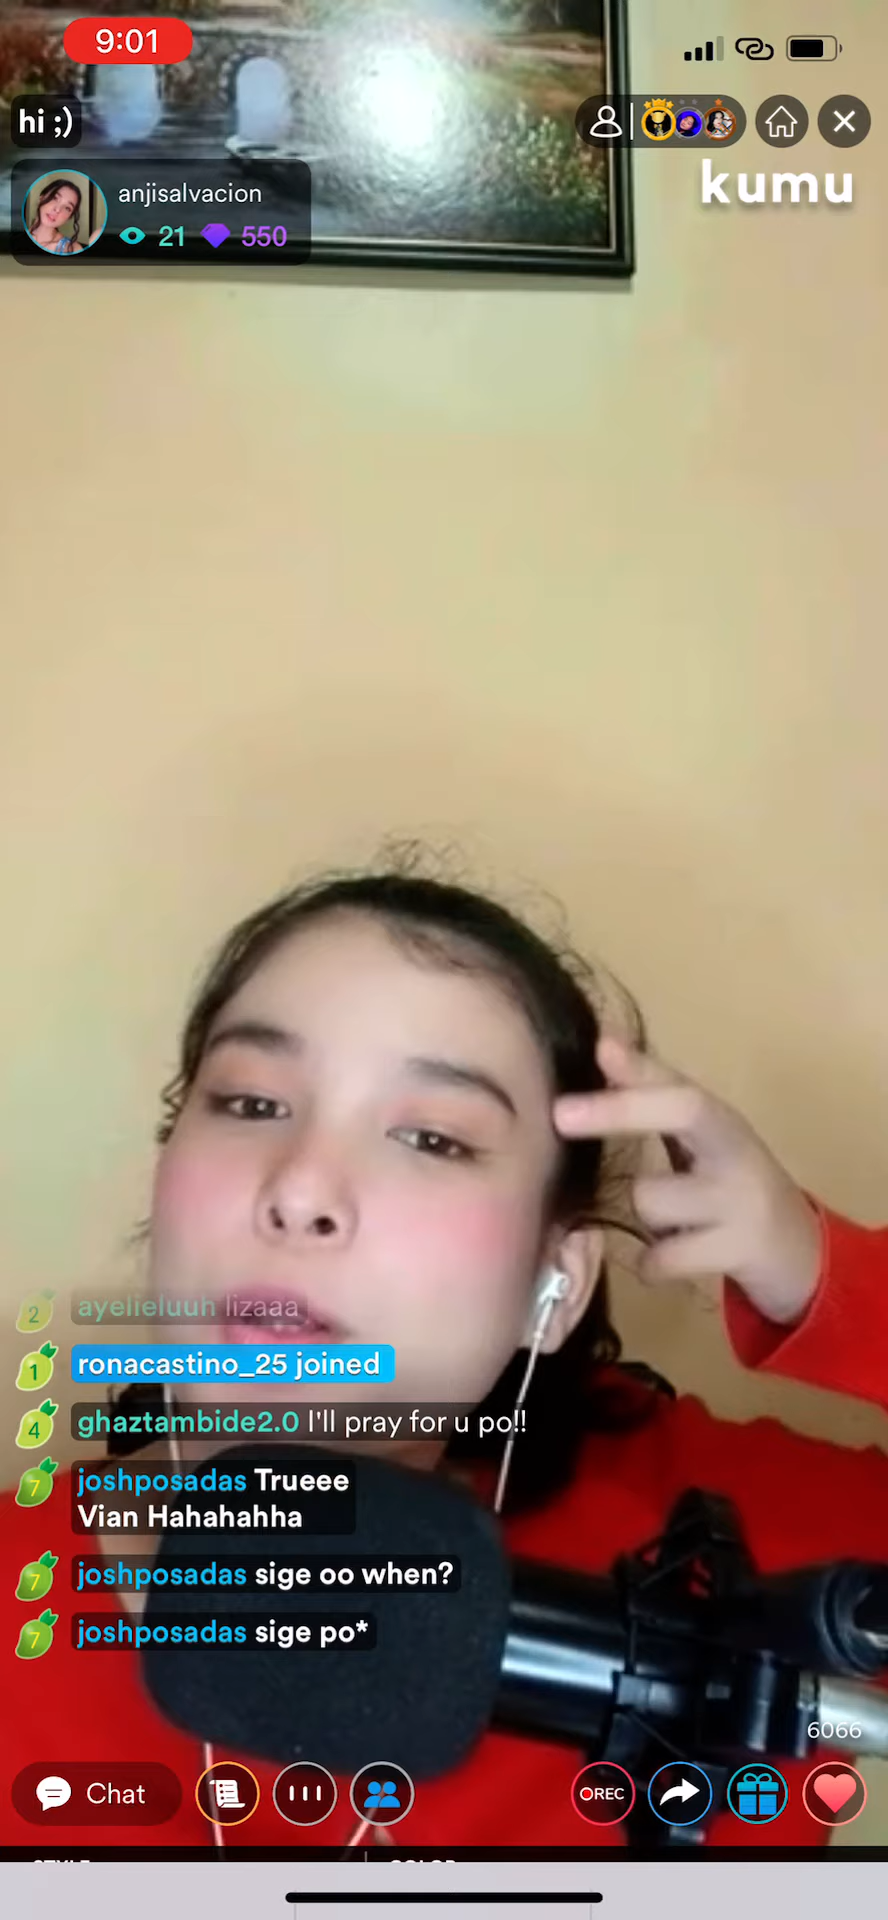 9:01
hi ;)
anjisalvacion
21 550
kumu
2 ayelieluuh lizaaa
1 ronacastino_25 joined
4 ghaztambide2.0 I'll pray for u po!!
7 joshposadas Trueee
Vian Hahahahha
7 joshposadas sige oo when?
7 joshposadas sige po*
6066
Chat
REC